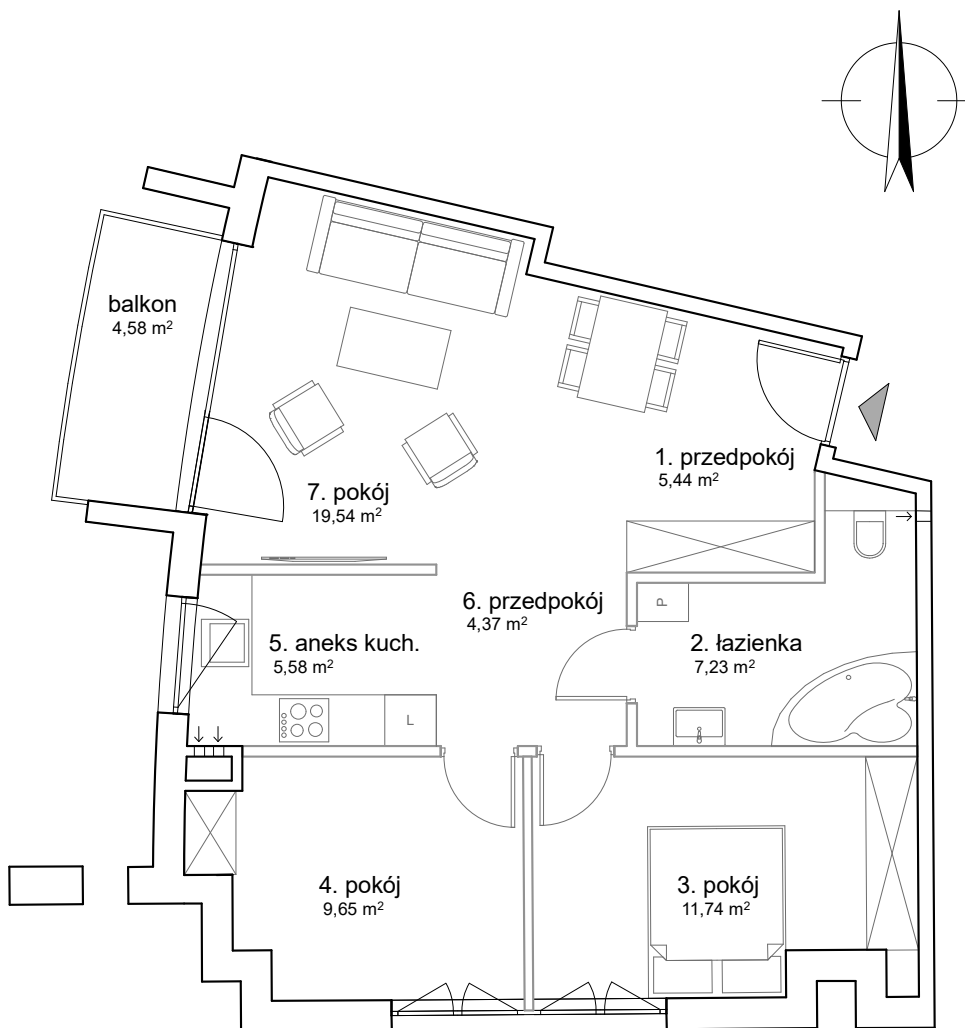 balkon
4,58 m²
1. przedpokój
5,44 m²
7. pokój
19,54 m²
6. przedpokój
4,37 m²
P
5. aneks kuch.
5,58 m²
2. łazienka
7,23 m²
L
4. pokój
9,65 m²
3. pokój
11,74 m²